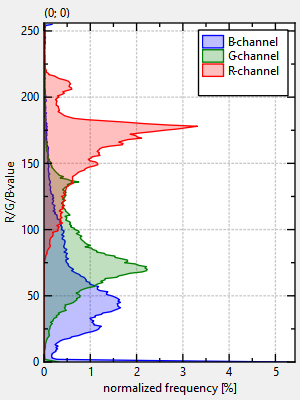 (0; 0)
250
200
150
100
50
0
R/G/B-value
B-channel
G-channel
R-channel
0
1
2
3
4
5
normalized frequency [%]